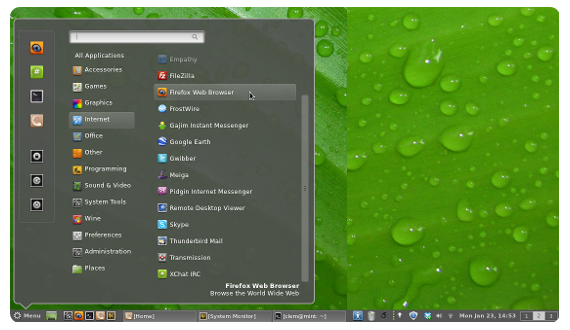 All Applications
Accessories
Games
Graphics
Internet
Office
Other
Programming
Sound & Video
System Tools
Wine
Preferences
Administration
Places
Empathy
FileZilla
Firefox Web Browser
FrostWire
Gajim Instant Messenger
Google Earth
Gwibber
Meiga
Pidgin Internet Messenger
Remote Desktop Viewer
Skype
Thunderbird Mail
Transmission
XChat IRC
Firefox Web Browser
Browse the World Wide Web
Menu
[Home]
[System Monitor]
[clem@mint: ~]
Mon Jan 23, 14:53
1 2 3